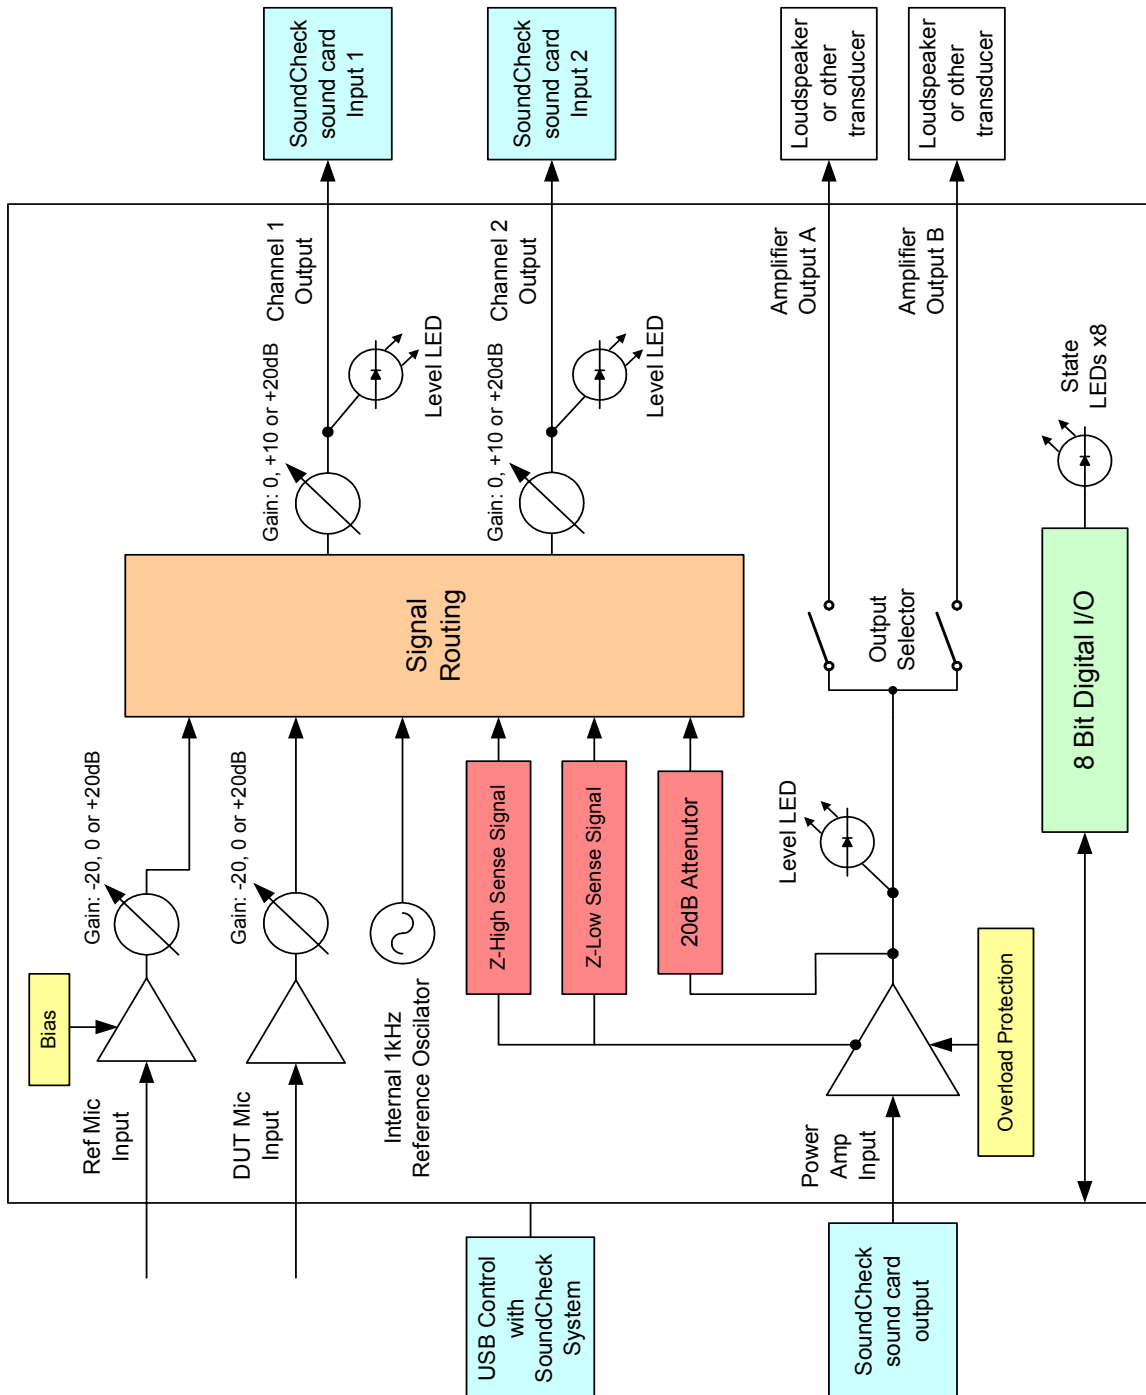 SoundCheck
sound card
Input 1
SoundCheck
sound card
Input 2
Loudspeaker
or other
transducer
Loudspeaker
or other
transducer
Channel 1
Output
Channel 2
Output
Amplifier
Output A
Amplifier
Output B
Gain: 0, +10 or +20dB
Level LED
Gain: 0, +10 or +20dB
Level LED
State
LEDs x8
Signal
Routing
Output
Selector
8 Bit Digital I/O
Gain: -20, 0 or +20dB
Gain: -20, 0 or +20dB
Z-High Sense Signal
Z-Low Sense Signal
20dB Attenutor
Level LED
Bias
Ref Mic
Input
DUT Mic
Input
Internal 1kHz
Reference Oscilator
Power
Amp
Input
Overload Protection
USB Control
with
SoundCheck
System
SoundCheck
sound card
output